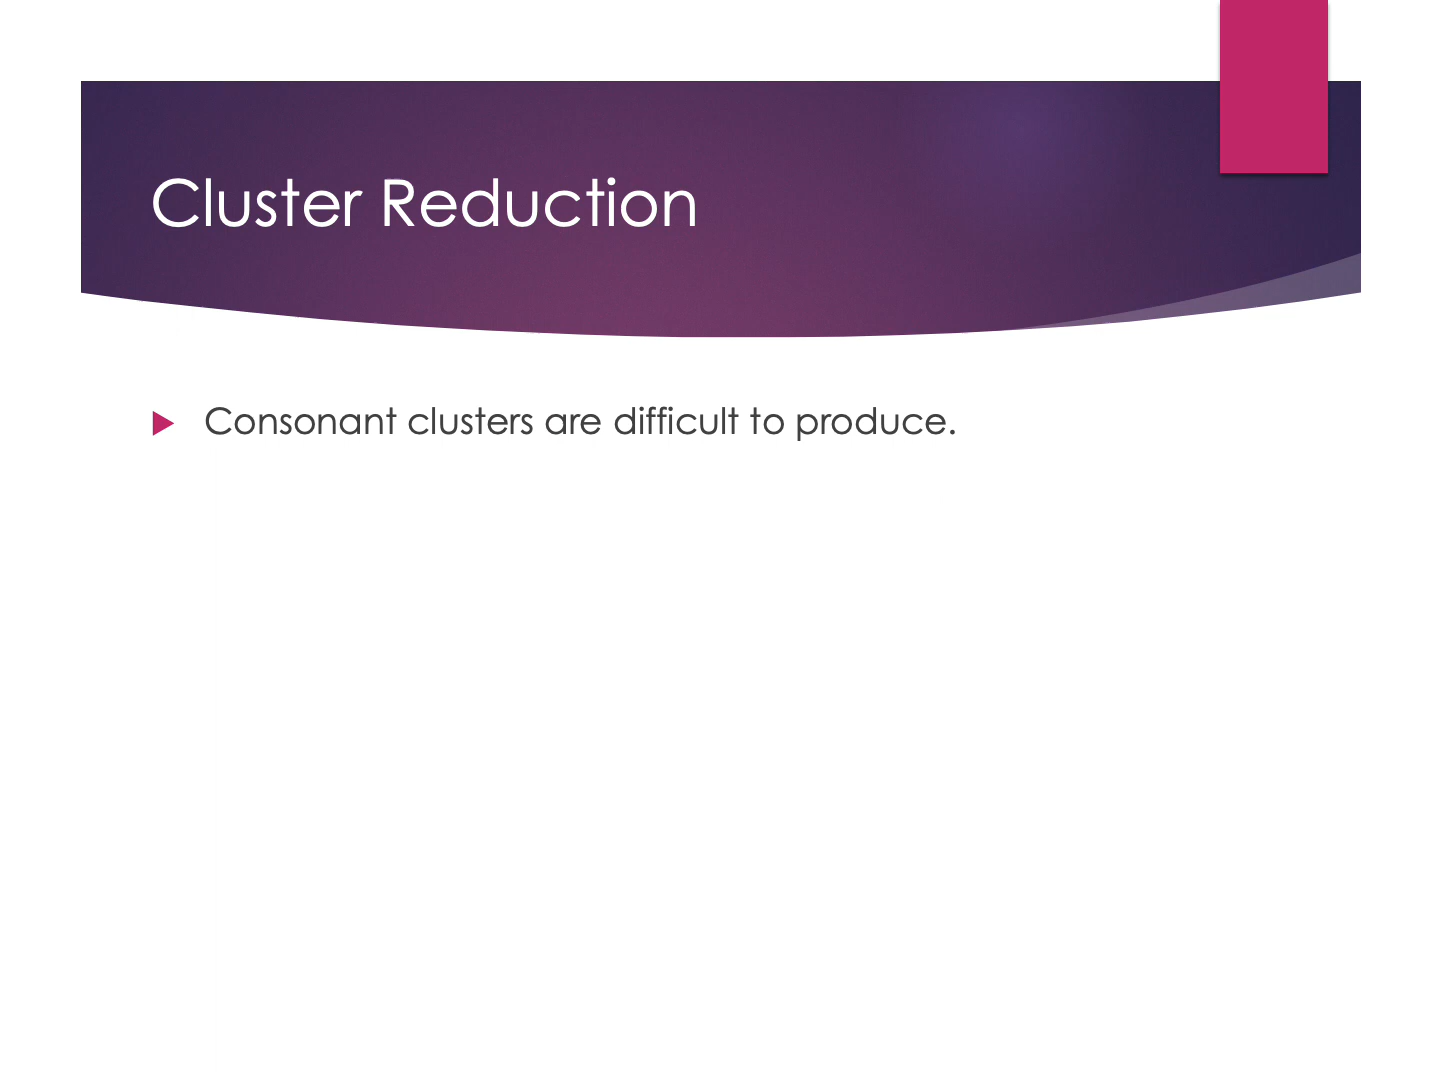 Cluster Reduction
Consonant clusters are difficult to produce.